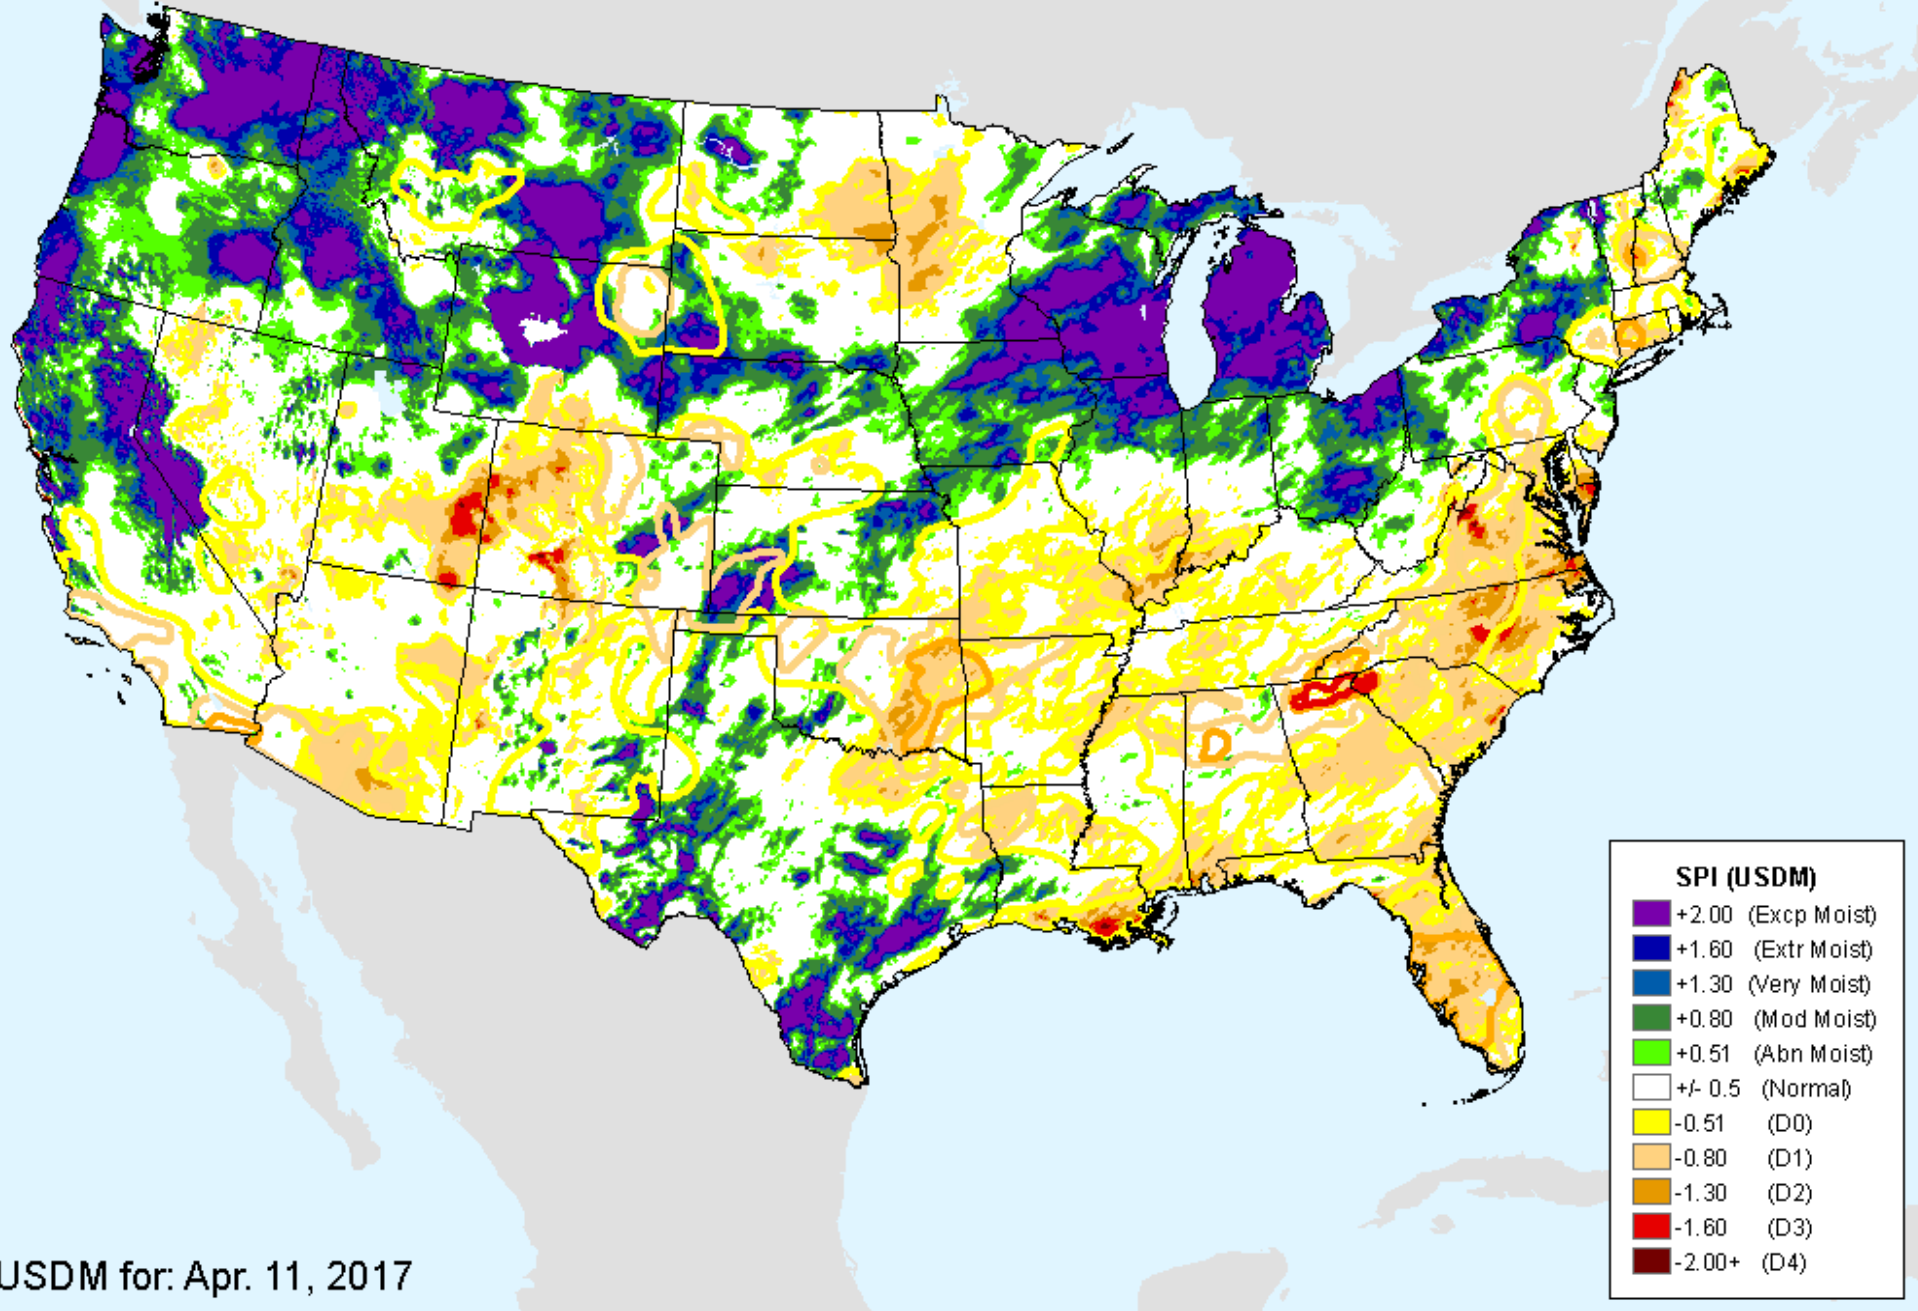 SPI (USDM)
+2.00 (Excp Moist)
+1.60 (Extr Moist)
+1.30 (Very Moist)
+0.80 (Mod Moist)
+0.51 (Abn Moist)
+/- 0.5 (Normal)
-0.51 (D0)
-0.80 (D1)
-1.30 (D2)
-1.60 (D3)
-2.00+ (D4)
USDM for: Apr. 11, 2017